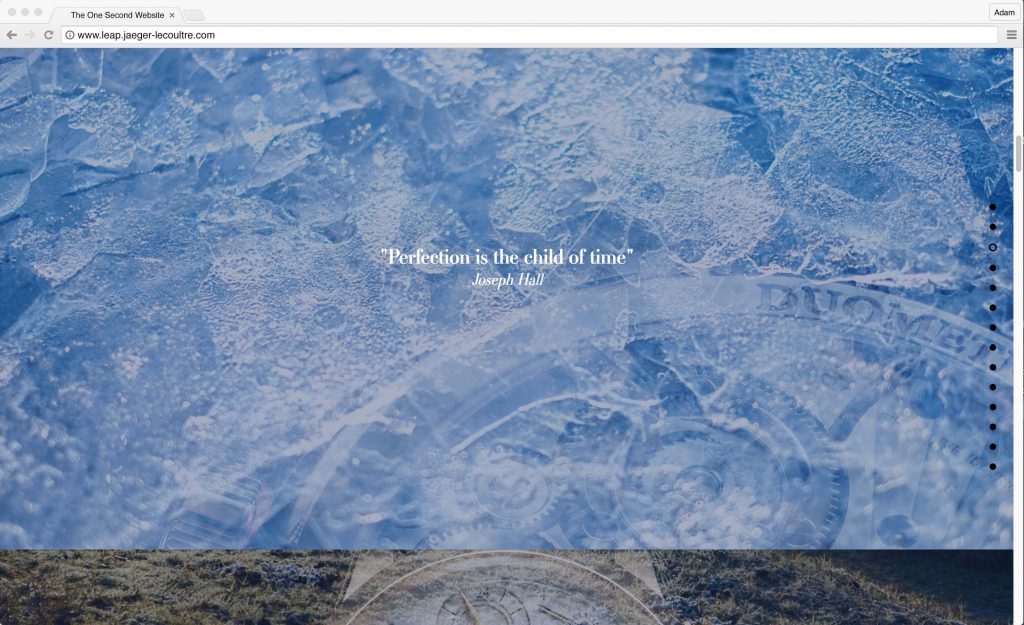 The One Second Website
Adam
www.leap.jaeger-lecoultre.com
"Perfection is the child of time"
Joseph Hall
DUOMET